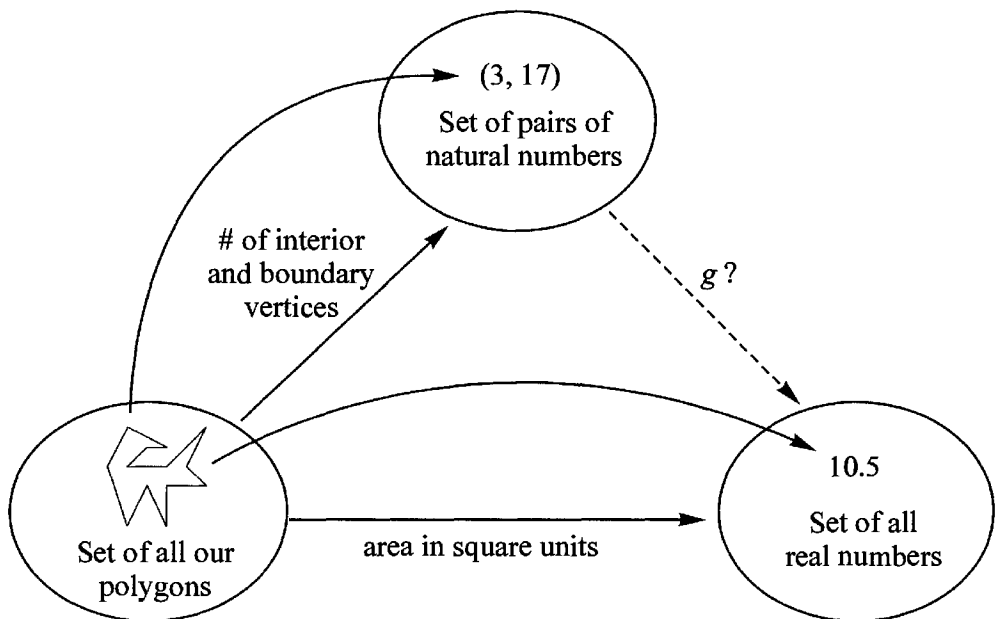 (3, 17)
Set of pairs of
natural numbers
# of interior
and boundary
vertices
g ?
10.5
Set of all
real numbers
Set of all our
polygons
area in square units